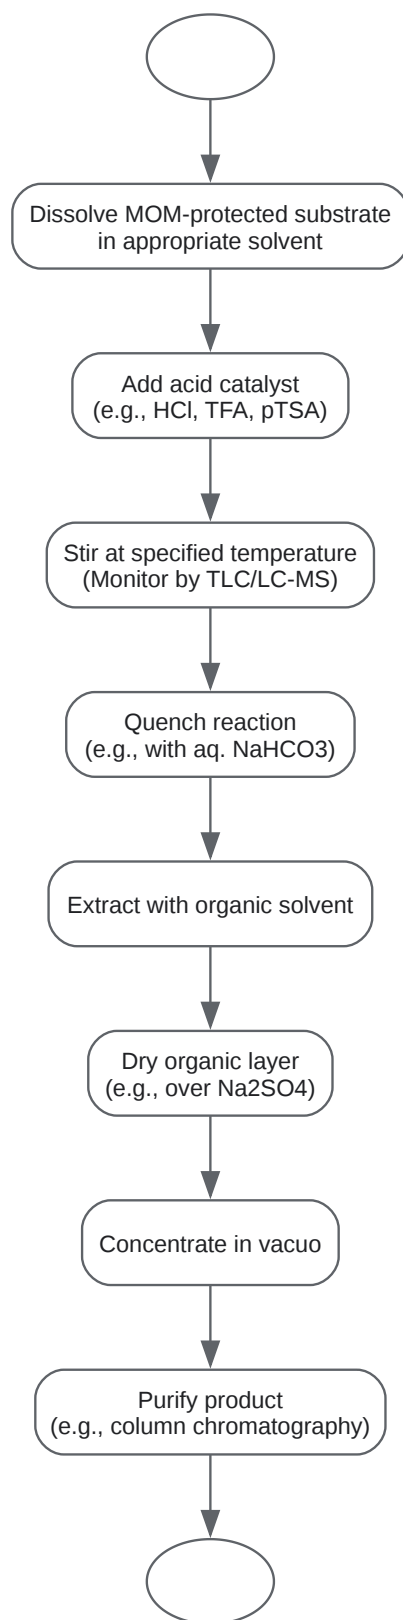 Dissolve MOM-protected substrate
in appropriate solvent
Add acid catalyst
(e.g., HCl, TFA, pTSA)
Stir at specified temperature
(Monitor by TLC/LC-MS)
Quench reaction
(e.g., with aq. NaHCO3)
Extract with organic solvent
Dry organic layer
(e.g., over Na2SO4)
Concentrate in vacuo
Purify product
(e.g., column chromatography)